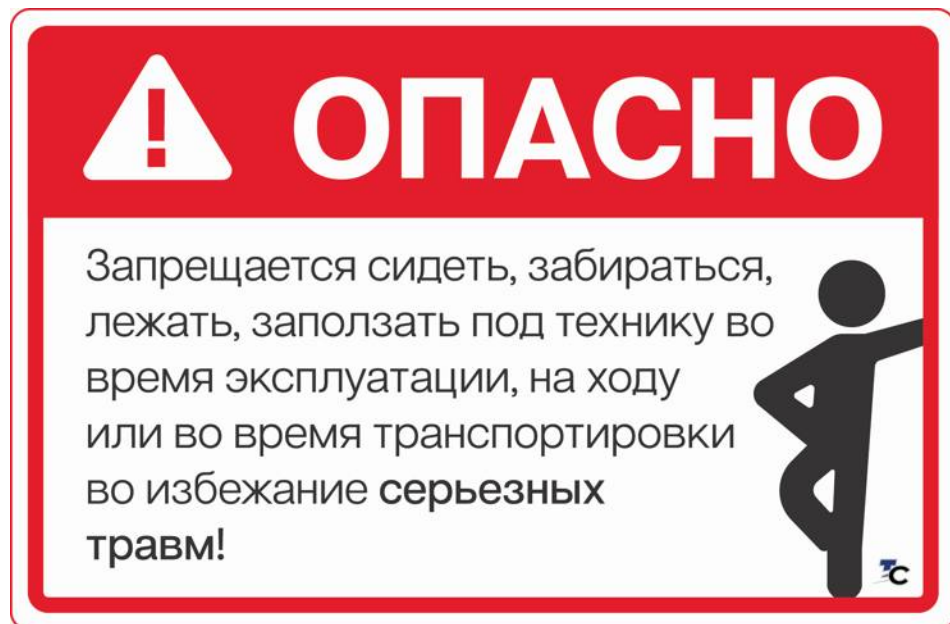 ОПАСНО
Запрещается сидеть, забираться,
лежать, заползать под технику во
время эксплуатации, на ходу
или во время транспортировки
во избежание серьезных
травм!
ТС